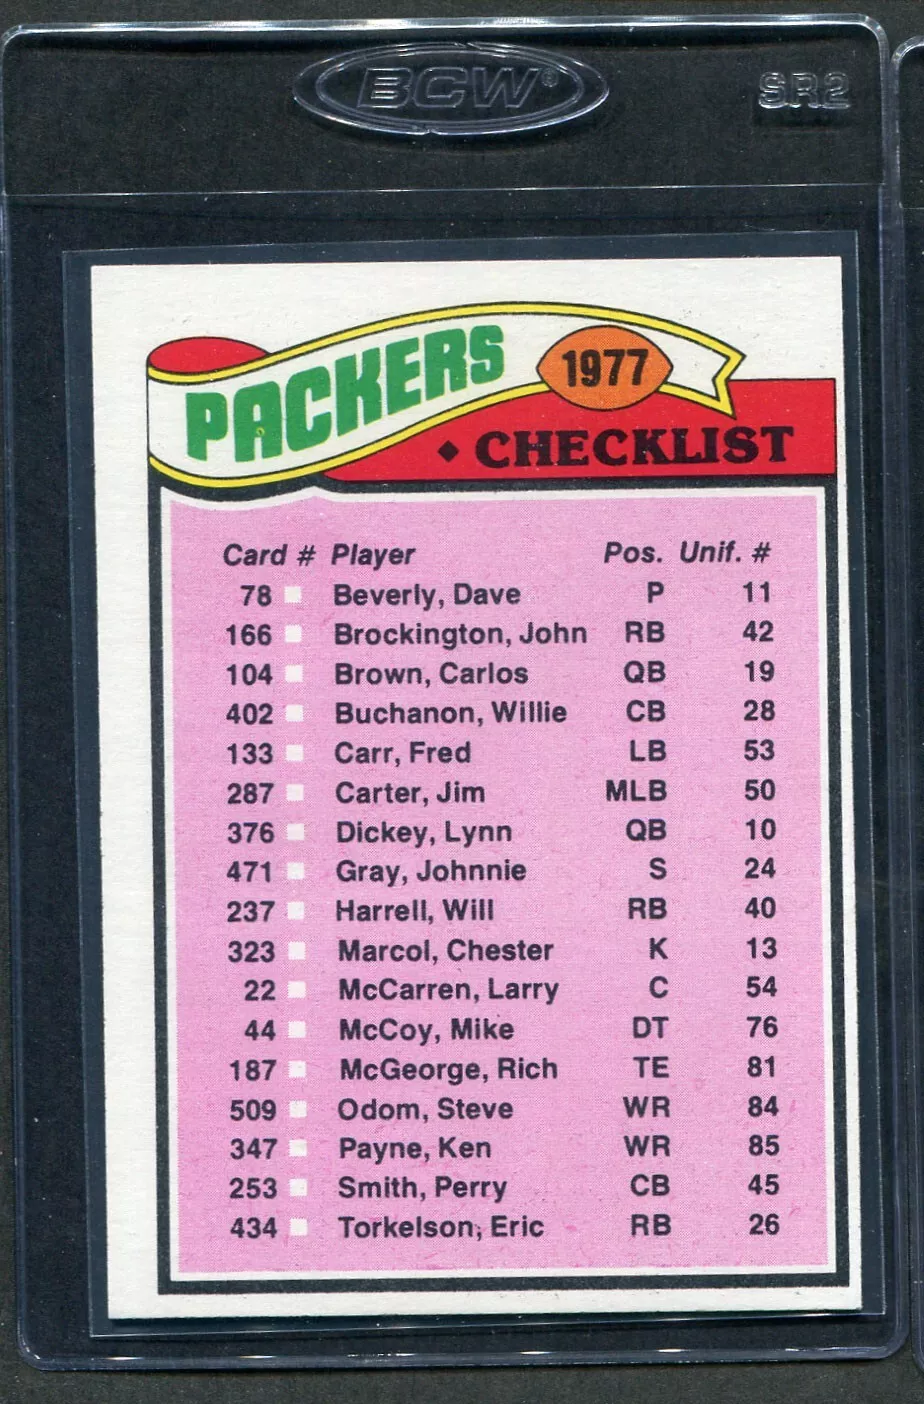 BCW® SR2
PACKERS 1977
♦ CHECKLIST
Card # Player Pos. Unif. #
78 Beverly, Dave P 11
166 Brockington, John RB 42
104 Brown, Carlos QB 19
402 Buchanon, Willie CB 28
133 Carr, Fred LB 53
287 Carter, Jim MLB 50
376 Dickey, Lynn QB 10
471 Gray, Johnnie S 24
237 Harrell, Will RB 40
323 Marcol, Chester K 13
22 McCarren, Larry C 54
44 McCoy, Mike DT 76
187 McGeorge, Rich TE 81
509 Odom, Steve WR 84
347 Payne, Ken WR 85
253 Smith, Perry CB 45
434 Torkelson, Eric RB 26